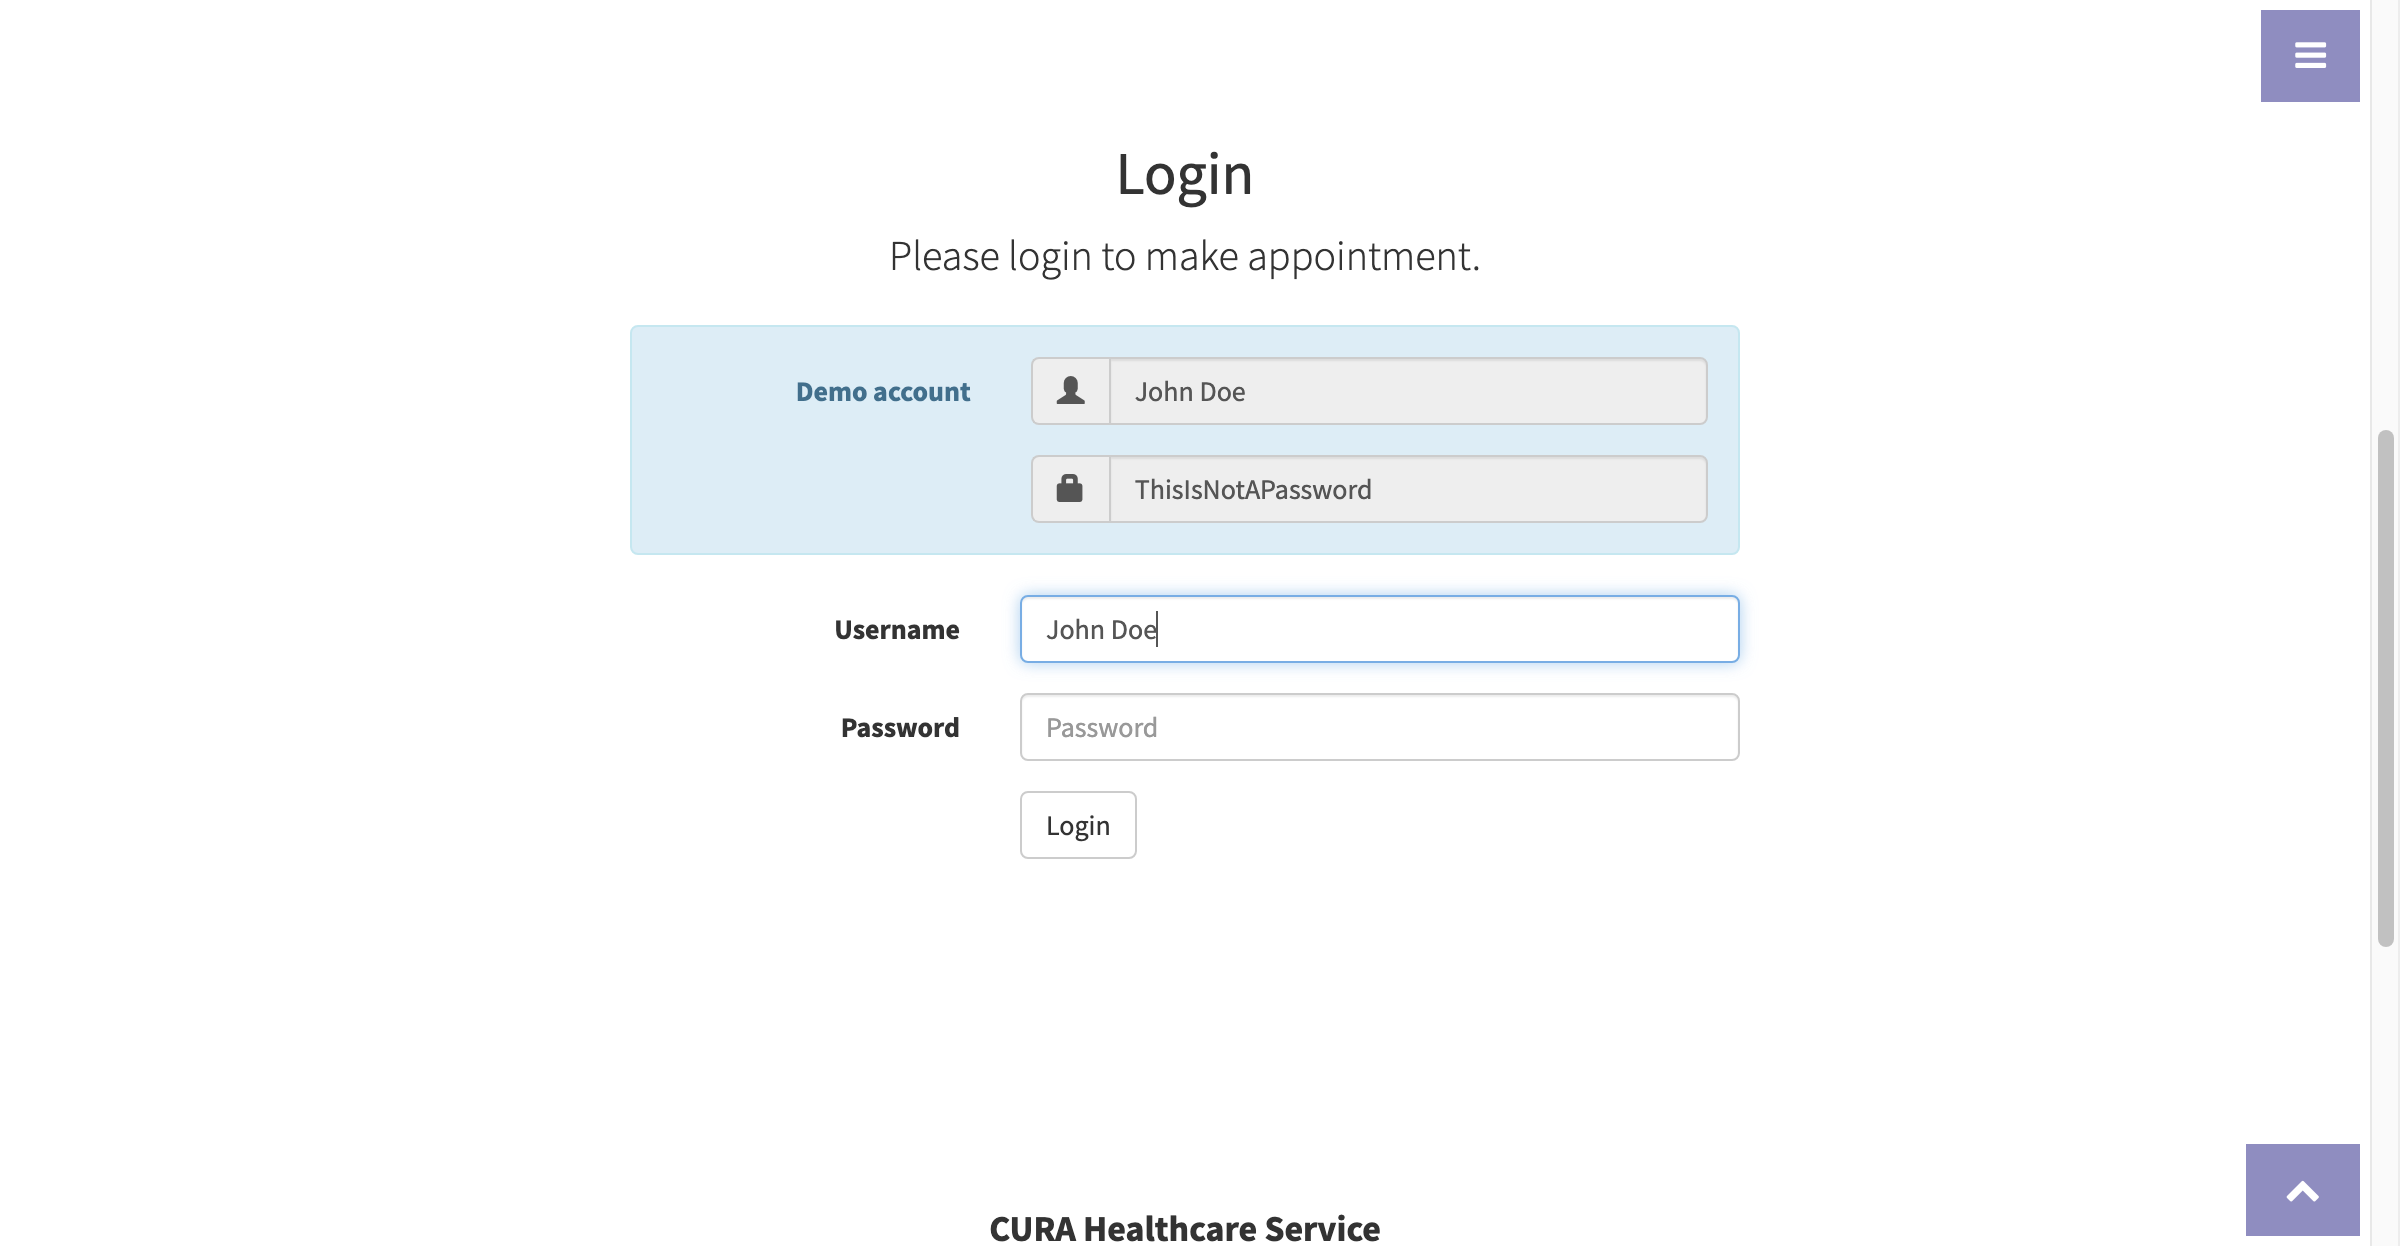 Login
Please login to make appointment.
Demo account
John Doe
ThisIsNotAPassword
Username
John Doe
Password
Password
Login
CURA Healthcare Service